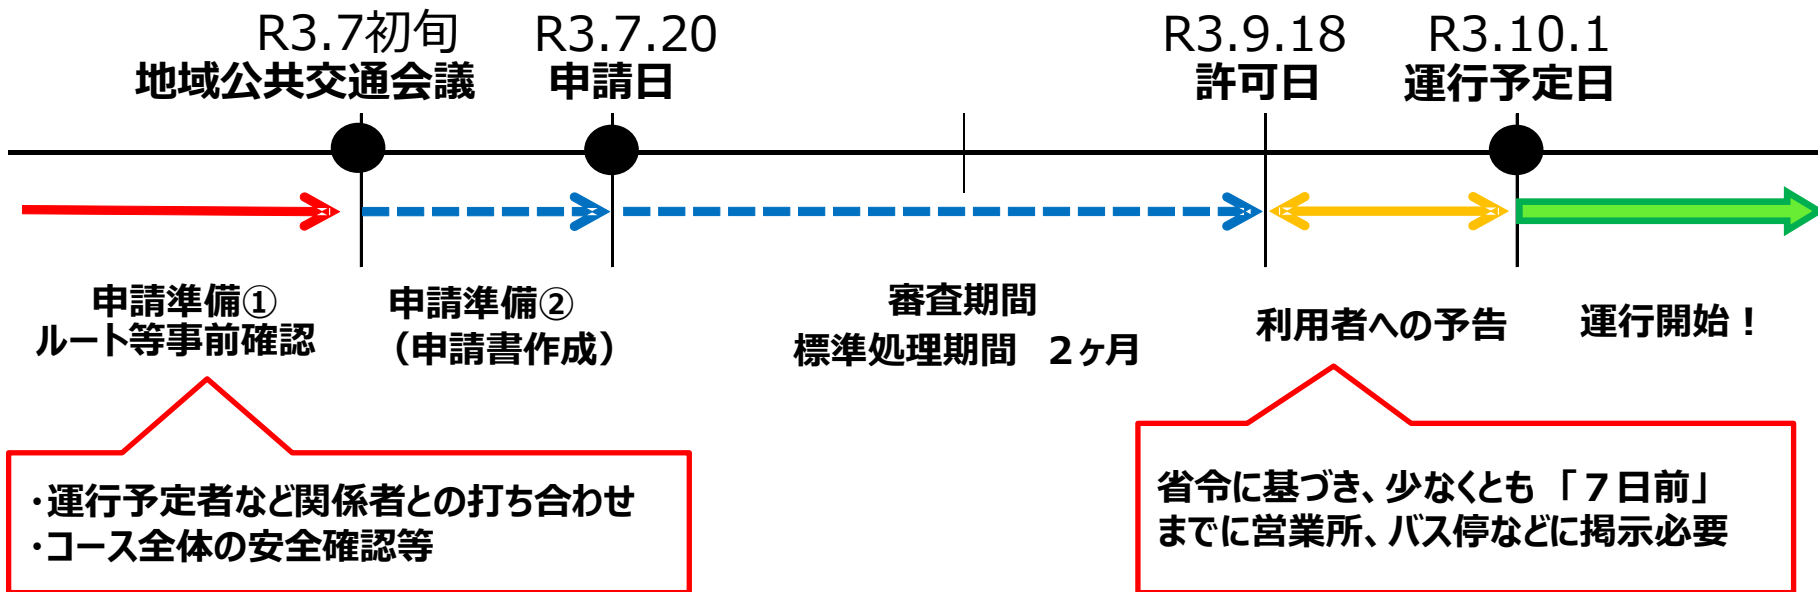 R3.7初旬
地域公共交通会議
R3.7.20
申請日
R3.9.18
許可日
R3.10.1
運行予定日
申請準備①
ルート等事前確認
申請準備②
（申請書作成）
審査期間
標準処理期間　2ヶ月
利用者への予告
運行開始！
・運行予定者など関係者との打ち合わせ
・コース全体の安全確認等
省令に基づき、少なくとも「７日前」
までに営業所、バス停などに掲示必要